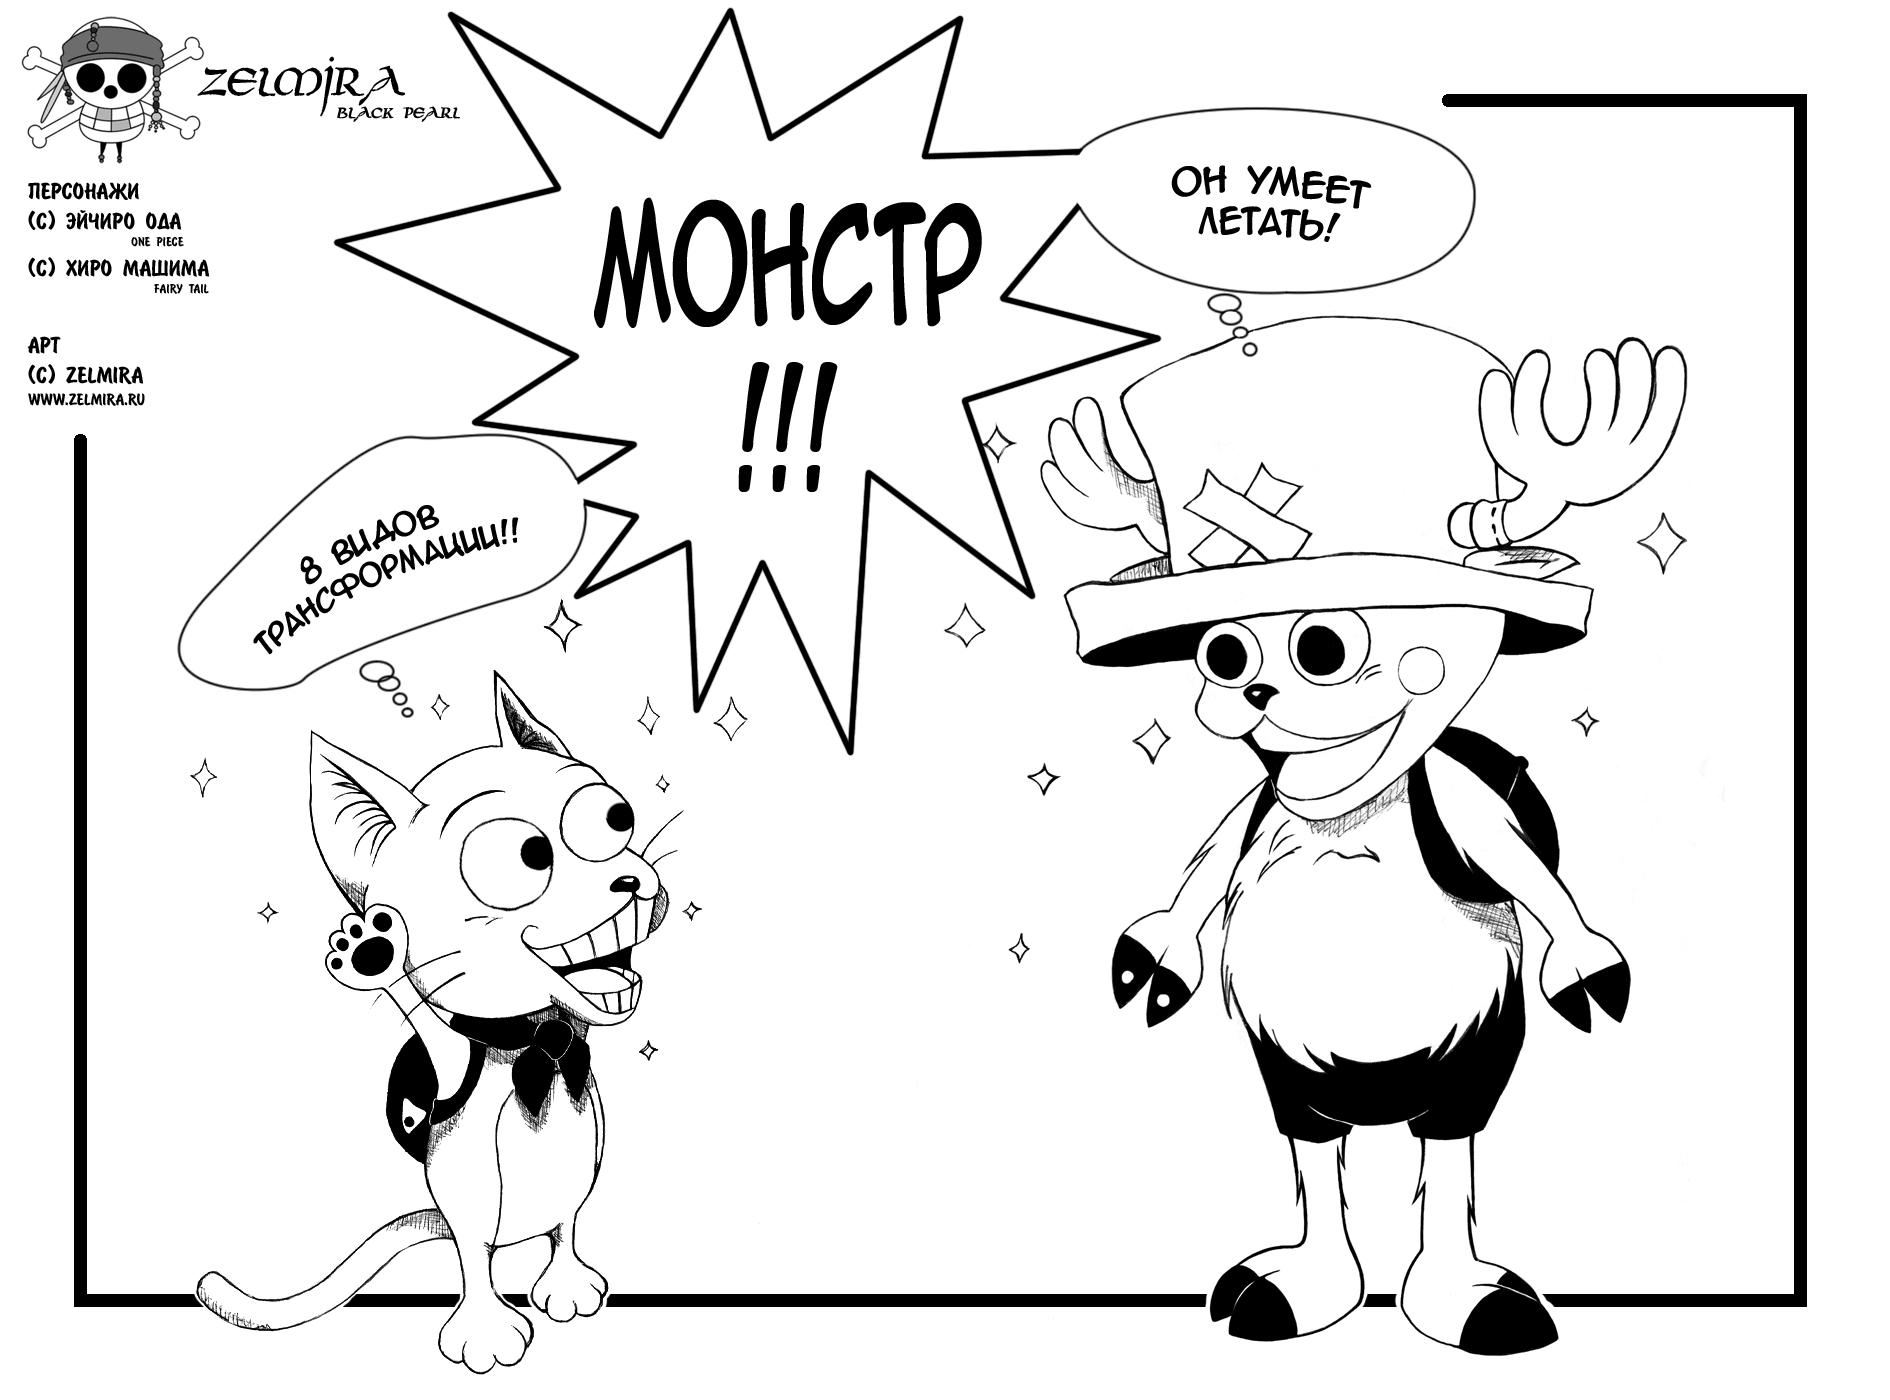 ZELMIRA
BLACK PEARL
ПЕРСОНАЖИ
(С) ЭЙЧИРО ОДА
ONE PIECE
(С) ХИРО МАШИМА
FAIRY TAIL
АРТ
(С) ZELMIRA
WWW.ZELMIRA.RU
МОНСТР
!!!
ОН УМЕЕТ
ЛЕТАТЬ!
8 ВИДОВ
ТРАНСФОРМАЦИИ!!